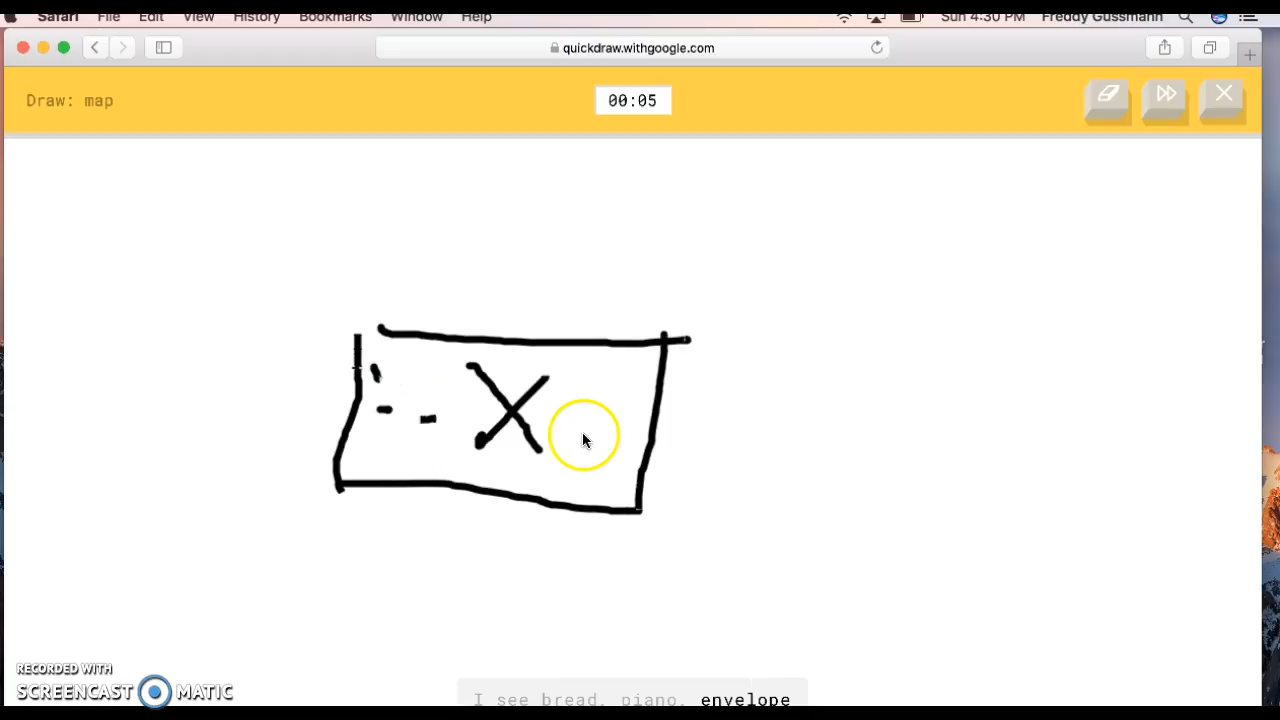 Safari File Edit View History Bookmarks Window Help Sun 4:30 PM Freddy Gussmann
quickdraw.withgoogle.com
Draw: map 00:05
I see bread, piano, envelope
RECORDED WITH
SCREENCAST MATIC